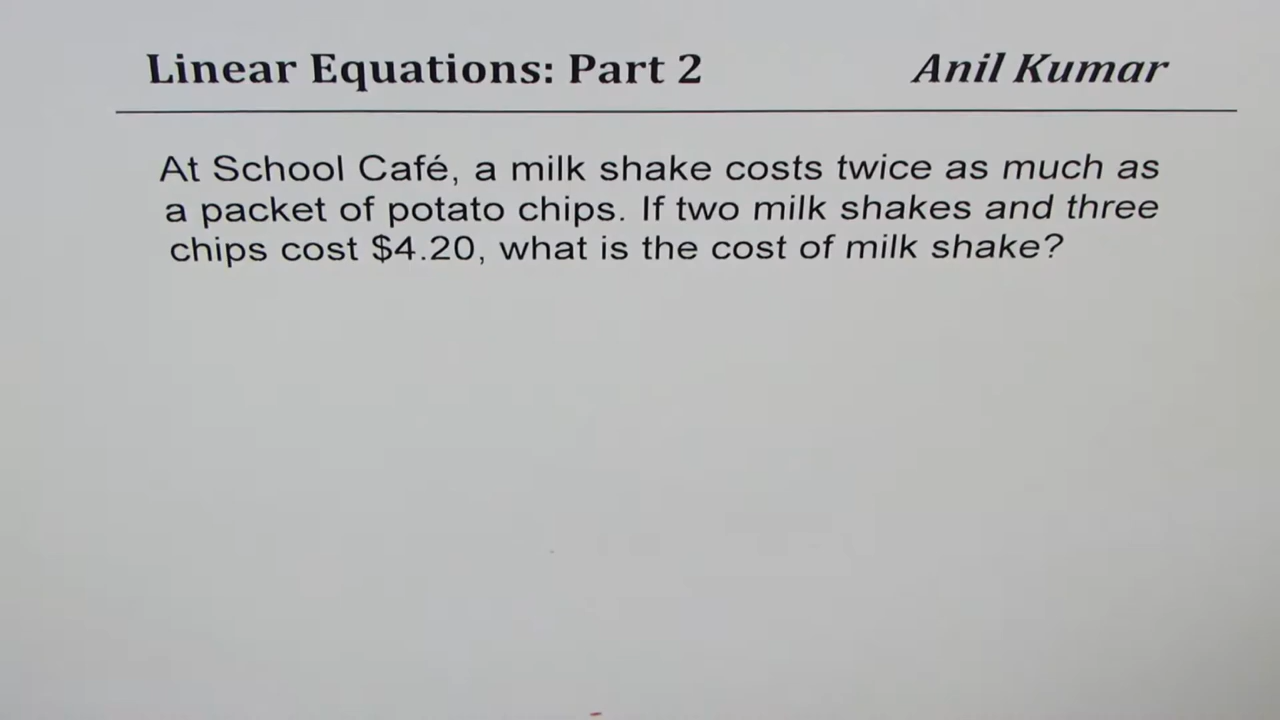 Linear Equations: Part 2 Anil Kumar
At School Café, a milk shake costs twice as much as
a packet of potato chips. If two milk shakes and three
chips cost $4.20, what is the cost of milk shake?